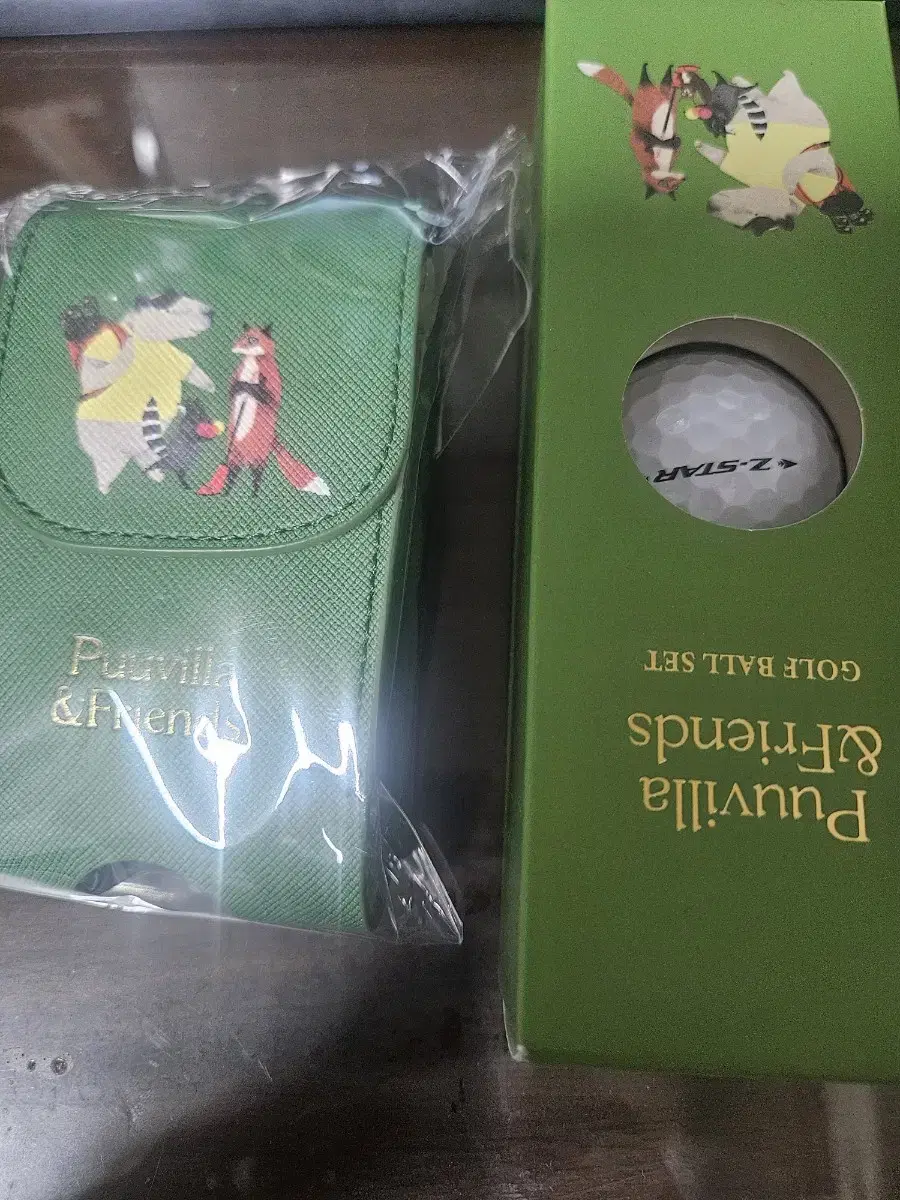 Puuvilla
&Friends
Z-STAR
GOLF BALL SET
Puuvilla
&Friends